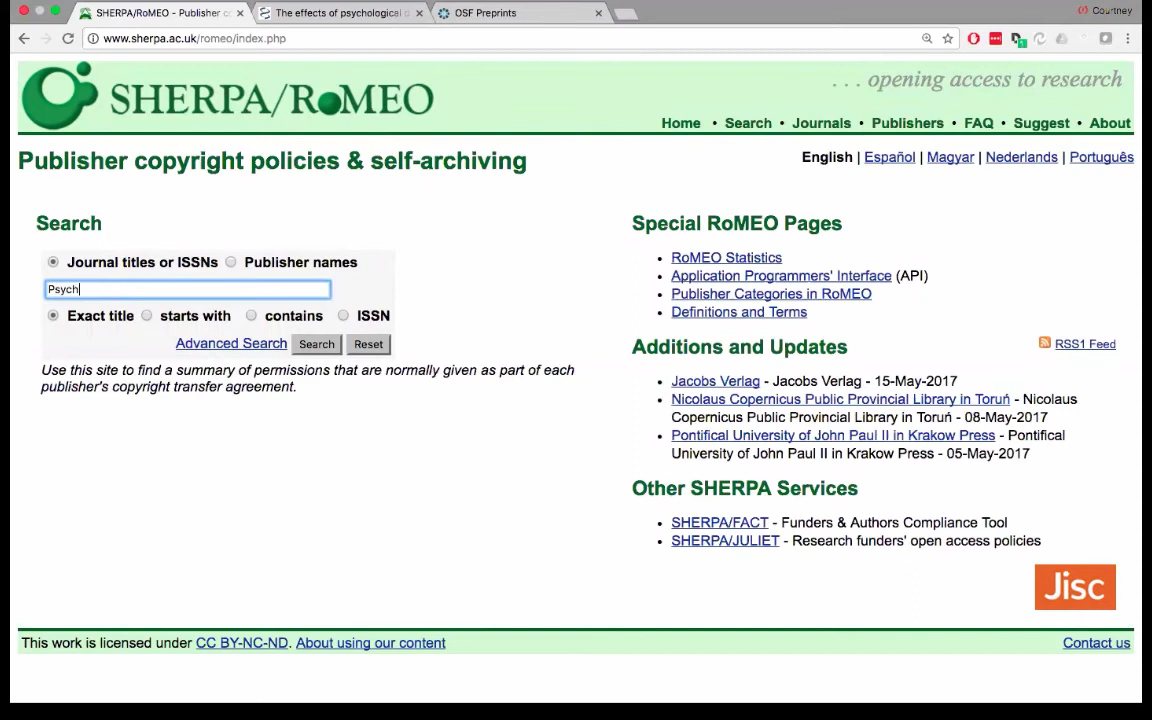 SHERPA/RoMEO - Publisher co
The effects of psychological d
OSF Preprints
Courtney
www.sherpa.ac.uk/romeo/index.php
SHERPA/RoMEO
. . . opening access to research
Home • Search • Journals • Publishers • FAQ • Suggest • About
Publisher copyright policies & self-archiving
English | Español | Magyar | Nederlands | Português
Search
Journal titles or ISSNs Publisher names
Psych
Exact title starts with contains ISSN
Advanced Search Search Reset
Use this site to find a summary of permissions that are normally given as part of each
publisher's copyright transfer agreement.
Special RoMEO Pages
• RoMEO Statistics
• Application Programmers' Interface (API)
• Publisher Categories in RoMEO
• Definitions and Terms
Additions and Updates
RSS1 Feed
• Jacobs Verlag - Jacobs Verlag - 15-May-2017
• Nicolaus Copernicus Public Provincial Library in Toruń - Nicolaus
Copernicus Public Provincial Library in Toruń - 08-May-2017
• Pontifical University of John Paul II in Krakow Press - Pontifical
University of John Paul II in Krakow Press - 05-May-2017
Other SHERPA Services
• SHERPA/FACT - Funders & Authors Compliance Tool
• SHERPA/JULIET - Research funders' open access policies
Jisc
This work is licensed under CC BY-NC-ND. About using our content
Contact us